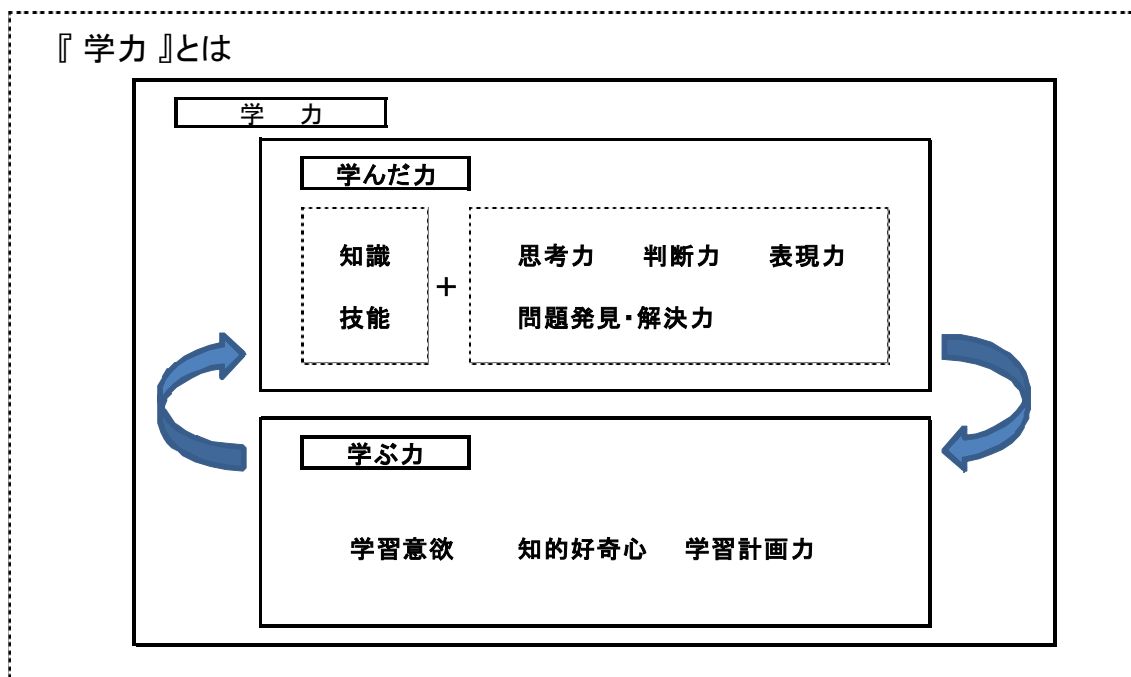 『 学力 』とは
学 力
学んだ力
知識 思考力 判断力 表現力
+
技能 問題発見・解決力
学ぶ力
学習意欲 知的好奇心 学習計画力